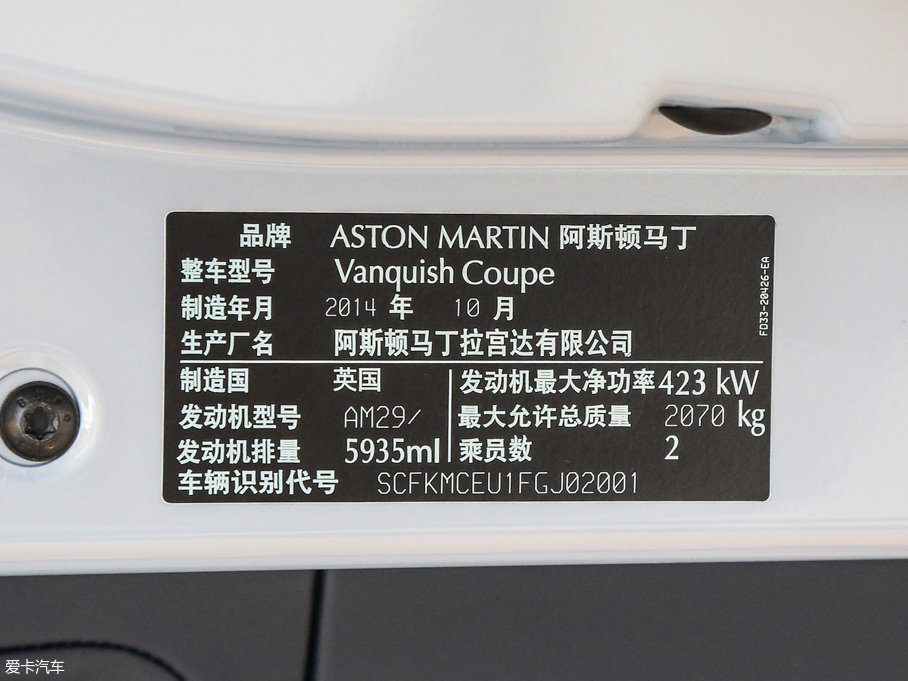 品牌 ASTON MARTIN 阿斯顿马丁
整车型号 Vanquish Coupe
制造年月 2014 年 10 月
生产厂名 阿斯顿马丁拉宫达有限公司
制造国 英国 发动机最大净功率 423 kW
发动机型号 AM29/ 最大允许总质量 2070 kg
发动机排量 5935ml 乘员数 2
车辆识别代号 SCFKMCEU1FGJ02001
FD33-20426-EA
爱卡汽车